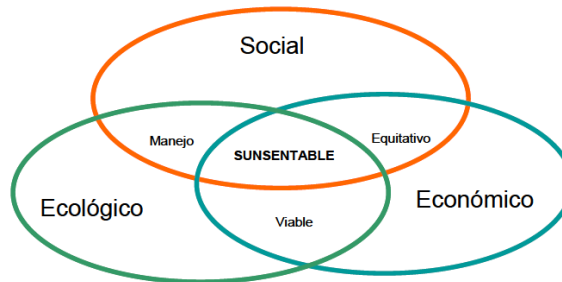 Social
Manejo
Equitativo
SUNSENTABLE
Ecológico
Económico
Viable